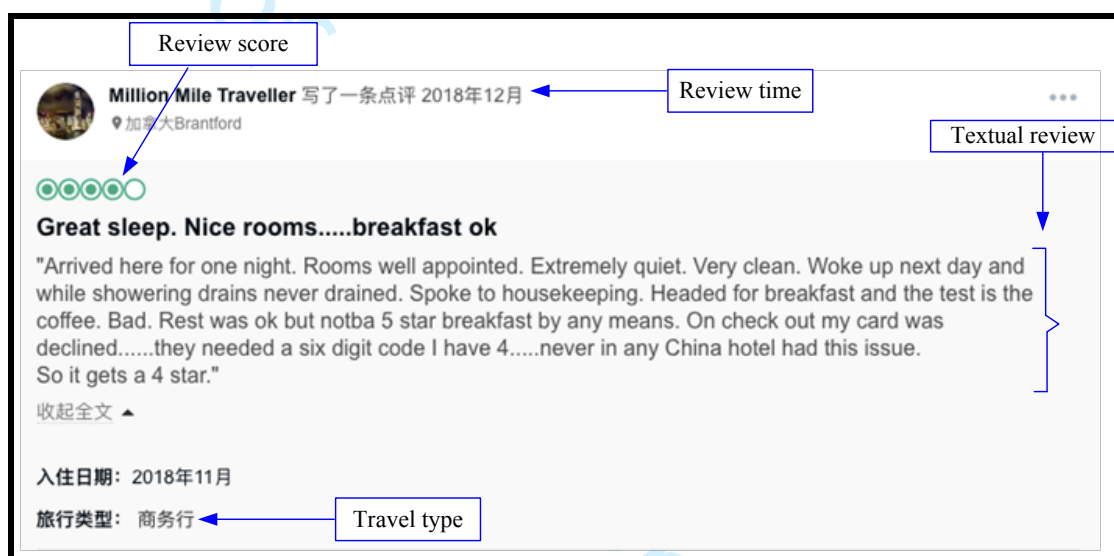 Review score
Million Mile Traveller 写了一条点评 2018年12月
Review time
加拿大Brantford
Textual review
Great sleep. Nice rooms.....breakfast ok
"Arrived here for one night. Rooms well appointed. Extremely quiet. Very clean. Woke up next day and
while showering drains never drained. Spoke to housekeeping. Headed for breakfast and the test is the
coffee. Bad. Rest was ok but notba 5 star breakfast by any means. On check out my card was
declined......they needed a six digit code I have 4.....never in any China hotel had this issue.
So it gets a 4 star."
收起全文
入住日期: 2018年11月
旅行类型: 商务行
Travel type